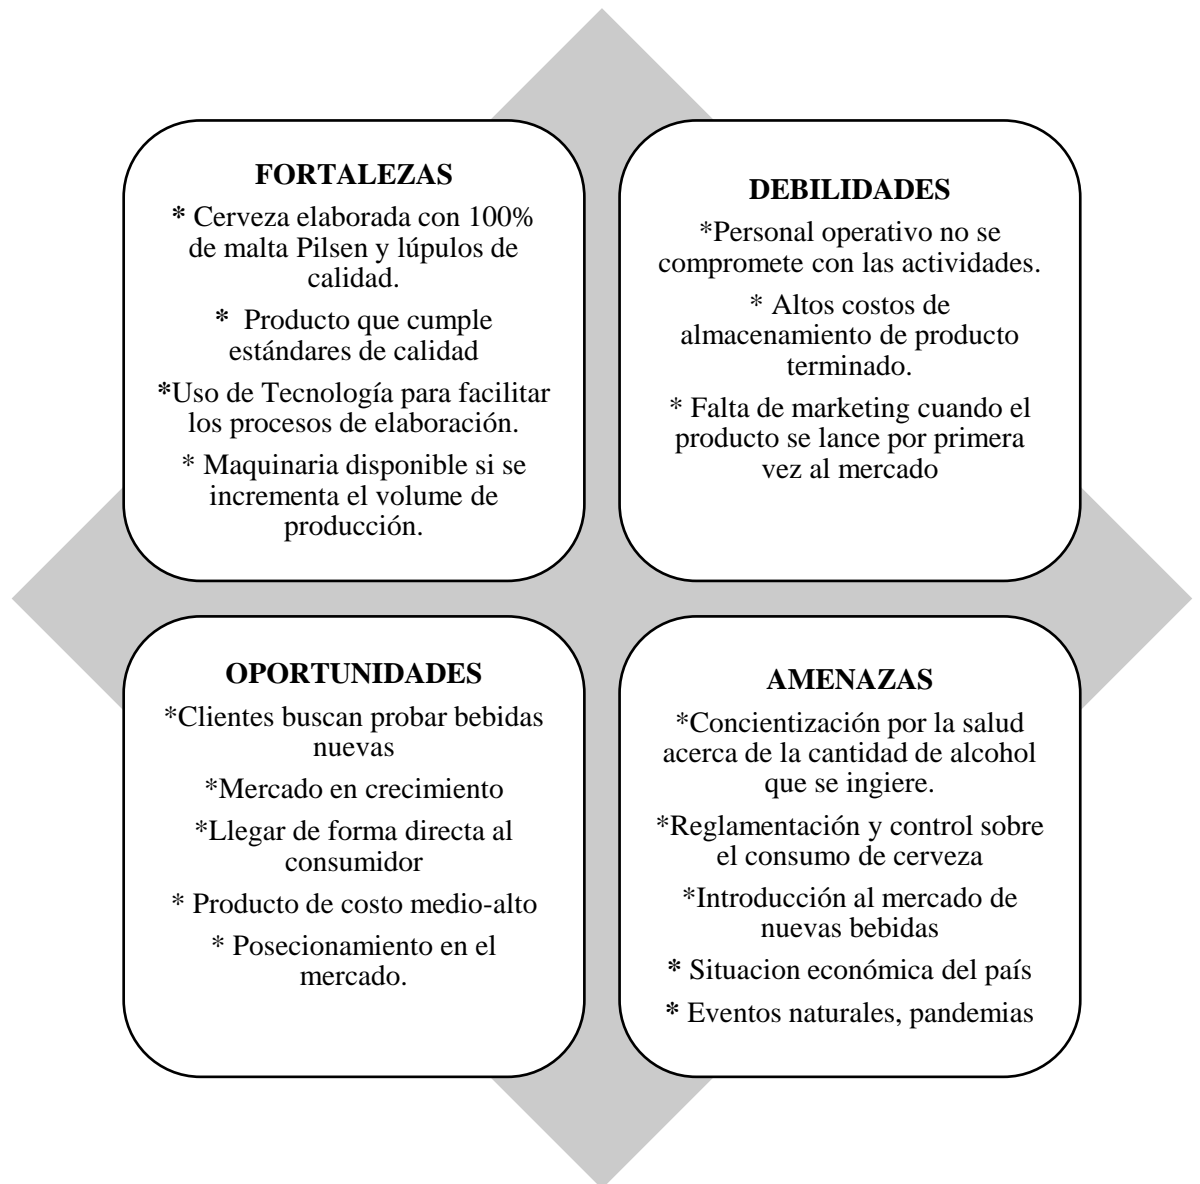 FORTALEZAS
* Cerveza elaborada con 100%
de malta Pilsen y lúpulos de
calidad.
* Producto que cumple
estándares de calidad
*Uso de Tecnología para facilitar
los procesos de elaboración.
* Maquinaria disponible si se
incrementa el volume de
producción.
DEBILIDADES
*Personal operativo no se
compromete con las actividades.
* Altos costos de
almacenamiento de producto
terminado.
* Falta de marketing cuando el
producto se lance por primera
vez al mercado
OPORTUNIDADES
*Clientes buscan probar bebidas
nuevas
*Mercado en crecimiento
*Llegar de forma directa al
consumidor
* Producto de costo medio-alto
* Posecionamiento en el
mercado.
AMENAZAS
*Concientización por la salud
acerca de la cantidad de alcohol
que se ingiere.
*Reglamentación y control sobre
el consumo de cerveza
*Introducción al mercado de
nuevas bebidas
* Situacion económica del país
* Eventos naturales, pandemias